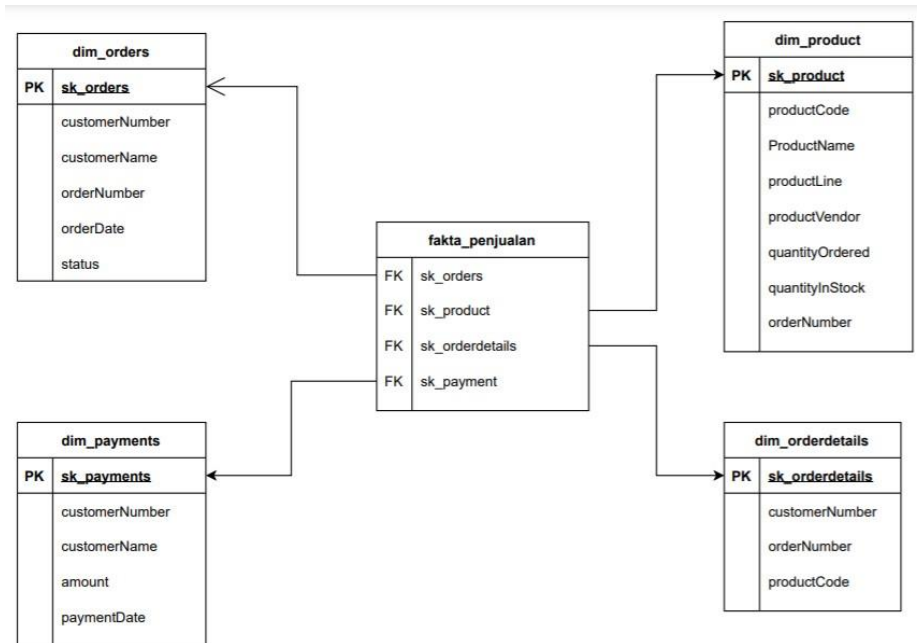 dim_orders
PK sk_orders
customerNumber
customerName
orderNumber
orderDate
status
dim_product
PK sk_product
productCode
ProductName
productLine
productVendor
quantityOrdered
quantityInStock
orderNumber
fakta_penjualan
FK sk_orders
FK sk_product
FK sk_orderdetails
FK sk_payment
dim_payments
PK sk_payments
customerNumber
customerName
amount
paymentDate
dim_orderdetails
PK sk_orderdetails
customerNumber
orderNumber
productCode